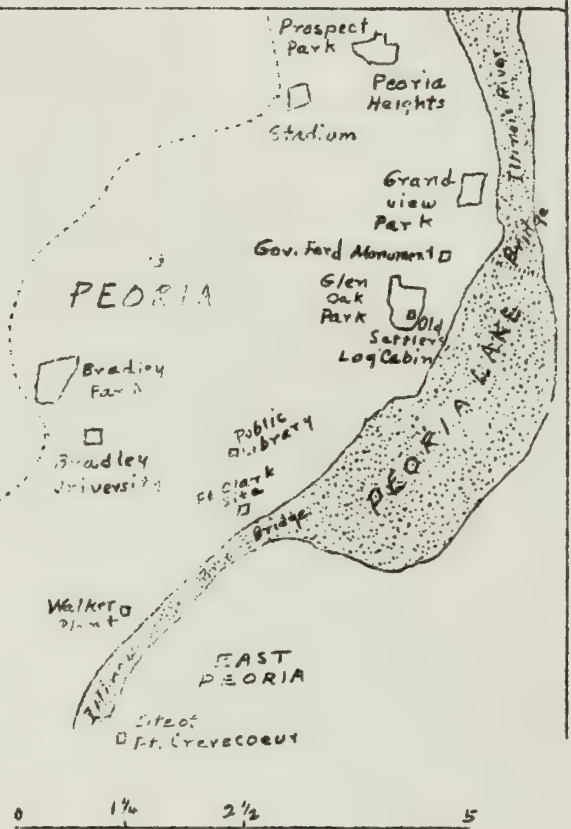 Prospect
Park
Peoria
Heights
Stadium
Illinois River
Grand
view
Park
Bridge
Gov. Ford Monument
PEORIA
Glen
Oak
Park
Old
Settlers
Log Cabin
PEORIA LAKE
Bradley
Park
Bradley
University
Public
Library
Ft. Clark
Site
Bridge
Walker
Plant
Illinois River
EAST
PEORIA
Site of
Ft. Crevecoeur
0 1¼ 2½ 5